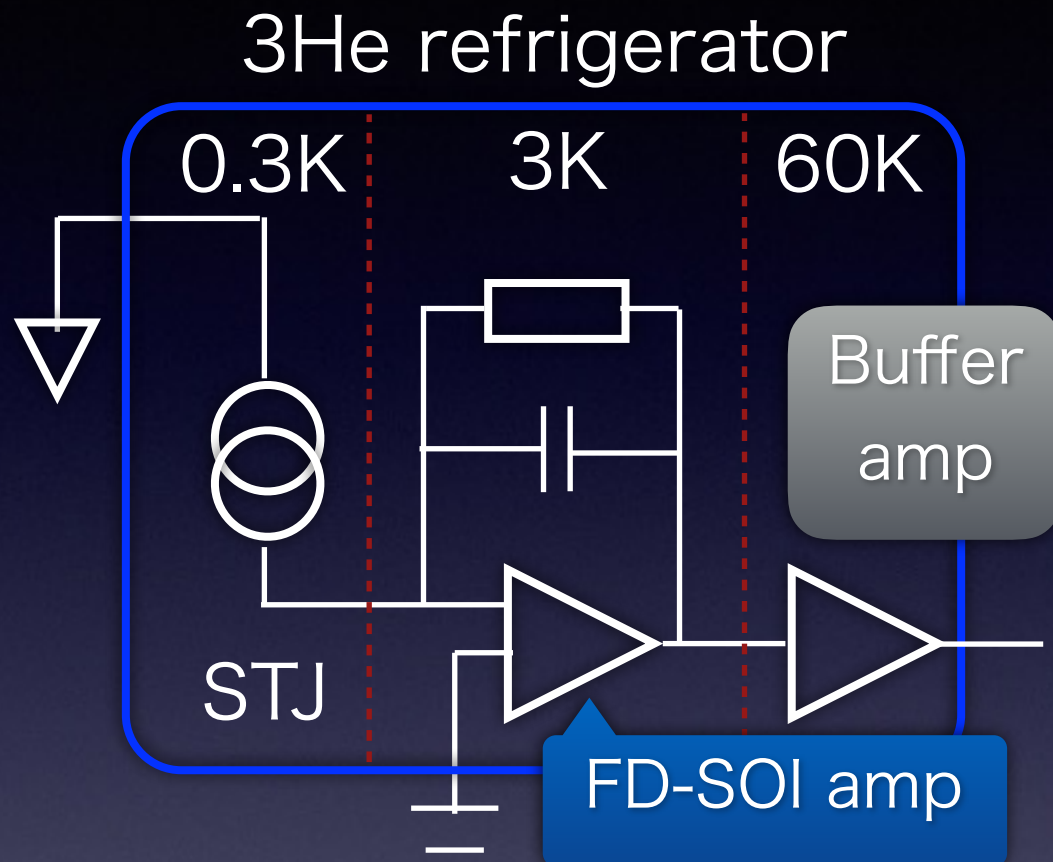 3He refrigerator
0.3K
3K
60K
Buffer
amp
STJ
FD-SOI amp